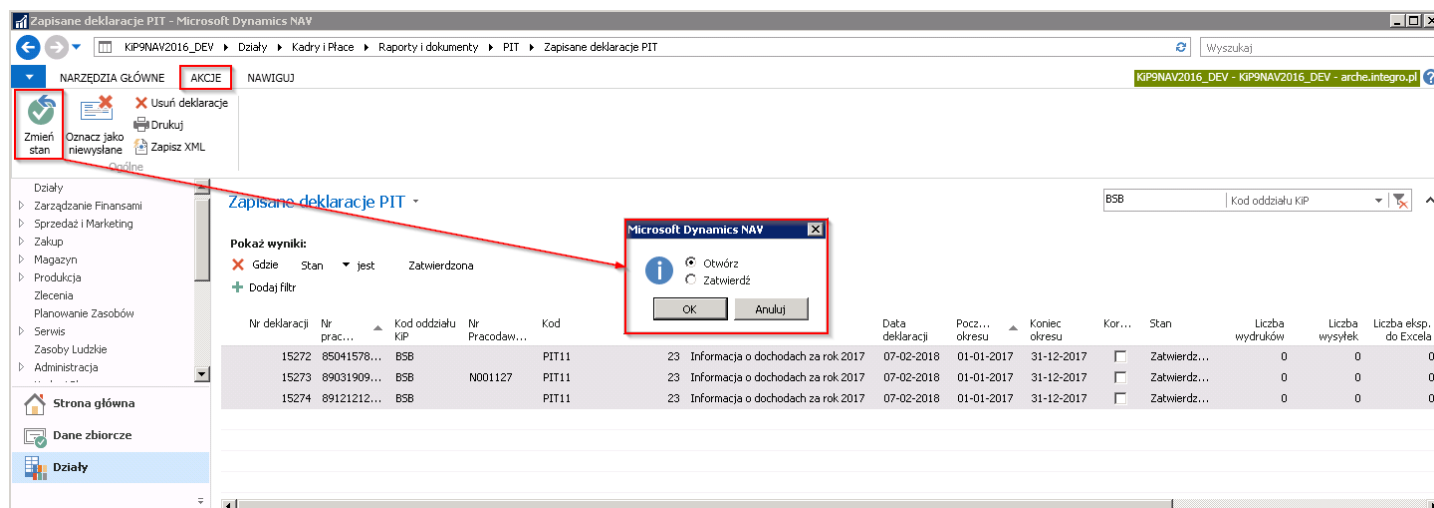 Zapisane deklaracje PIT - Microsoft Dynamics NAV
KiP9NAV2016_DEV Działy Kadry i Płace Raporty i dokumenty PIT Zapisane deklaracje PIT Wyszukaj
NARZĘDZIA GŁÓWNE AKCJE NAWIGUJ KiP9NAV2016_DEV - KiP9NAV2016_DEV - arche.integro.pl
Zmień stan
Oznacz jako niewysłane
Usuń deklaracje
Drukuj
Zapisz XML
Ogólne
Działy
Zarządzanie Finansami
Sprzedaż i Marketing
Zakup
Magazyn
Produkcja
Zlecenia
Planowanie Zasobów
Serwis
Zasoby Ludzkie
Administracja
Strona główna
Dane zbiorcze
Działy
Zapisane deklaracje PIT BSB Kod oddziału KiP
Pokaż wyniki:
Gdzie Stan jest Zatwierdzona
Dodaj filtr
Microsoft Dynamics NAV
Otwórz
Zatwierdź
OK Anuluj
Nr deklaracji Nr prac... Kod oddziału KiP Nr Pracodaw... Kod Data deklaracji Pocz... okresu Koniec okresu Kor... Stan Liczba wydruków Liczba wysyłek Liczba eksp. do Excela
15272 85041578... BSB PIT11 23 Informacja o dochodach za rok 2017 07-02-2018 01-01-2017 31-12-2017 Zatwierdz... 0 0 0
15273 89031909... BSB N001127 PIT11 23 Informacja o dochodach za rok 2017 07-02-2018 01-01-2017 31-12-2017 Zatwierdz... 0 0 0
15274 89121212... BSB PIT11 23 Informacja o dochodach za rok 2017 07-02-2018 01-01-2017 31-12-2017 Zatwierdz... 0 0 0